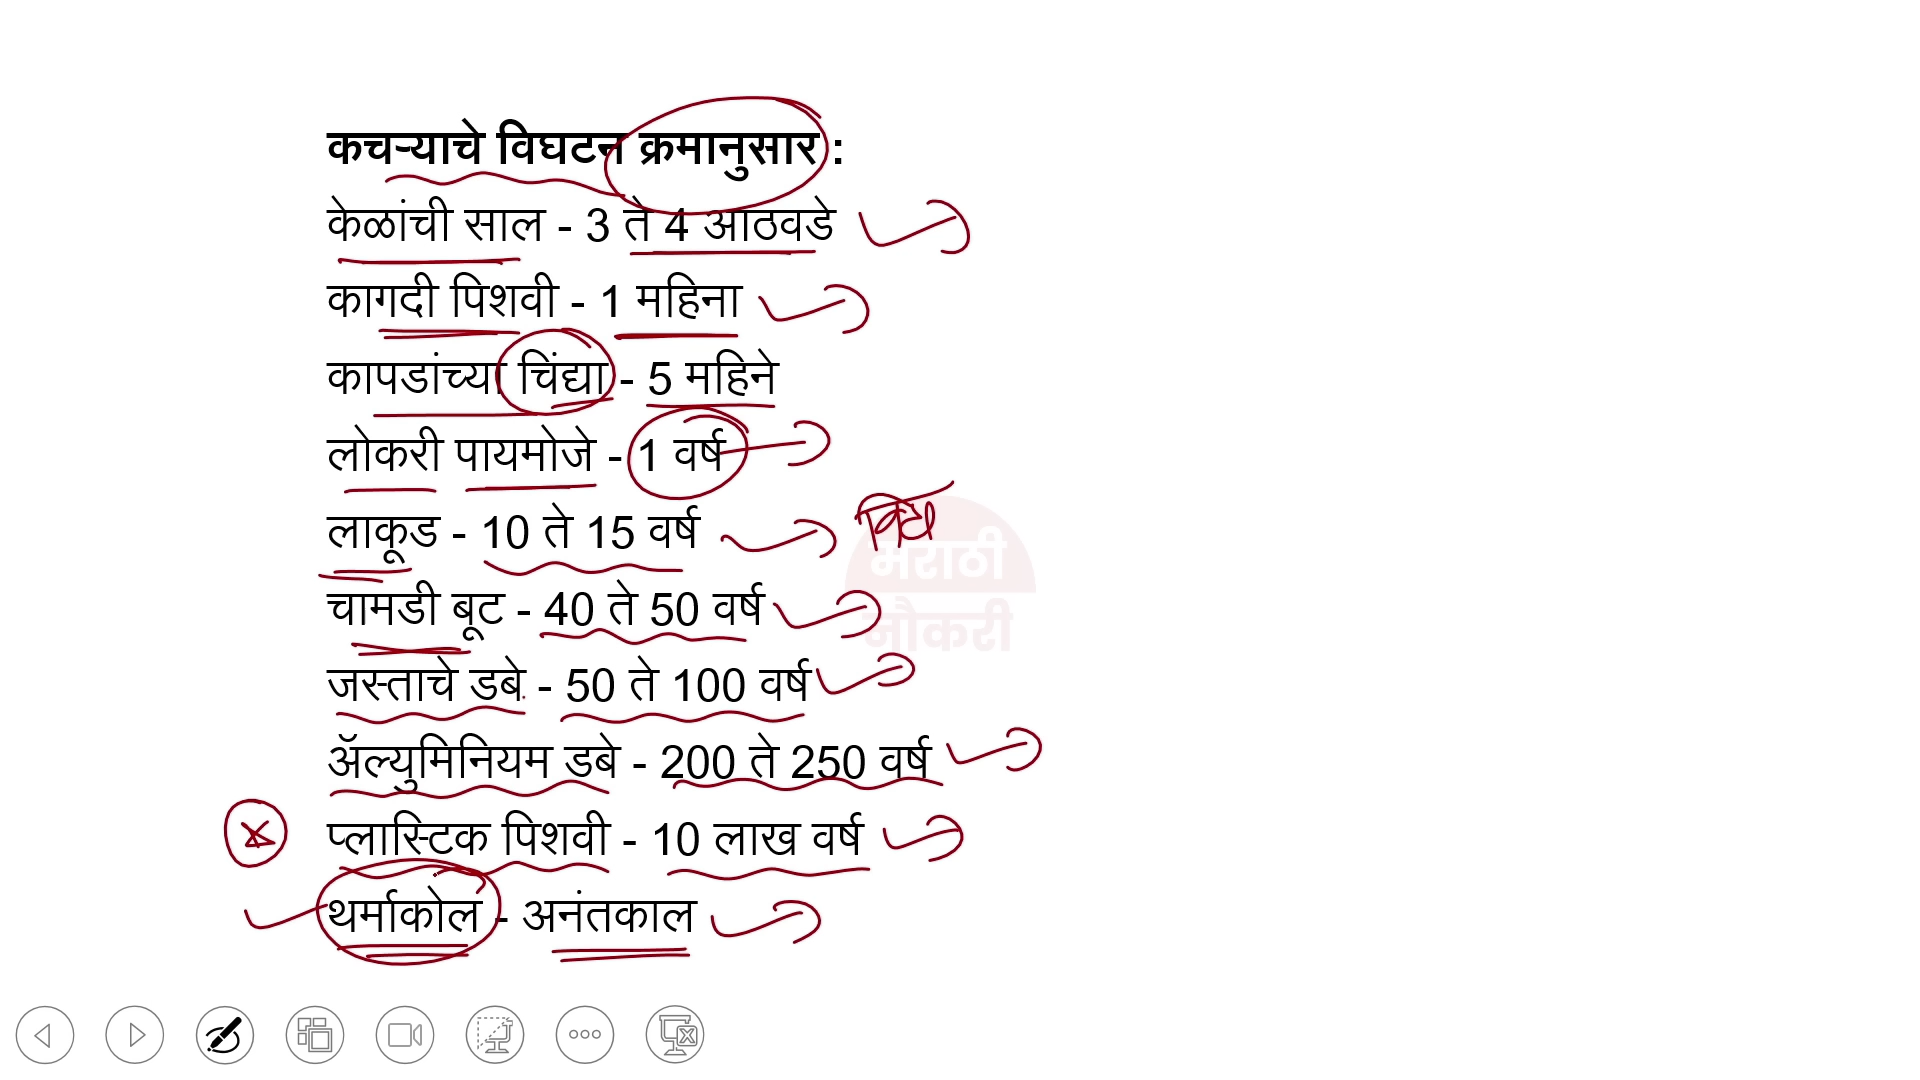 कचऱ्याचे विघटन क्रमानुसार :
केळांची साल - 3 ते 4 आठवडे
कागदी पिशवी - 1 महिना
कापडांच्या चिंद्या - 5 महिने
लोकरी पायमोजे - 1 वर्ष
लाकूड - 10 ते 15 वर्ष
चामडी बूट - 40 ते 50 वर्ष
जस्ताचे डबे - 50 ते 100 वर्ष
ॲल्युमिनियम डबे - 200 ते 250 वर्ष
प्लास्टिक पिशवी - 10 लाख वर्ष
थर्माकोल - अनंतकाल
मराठी
नौकरी